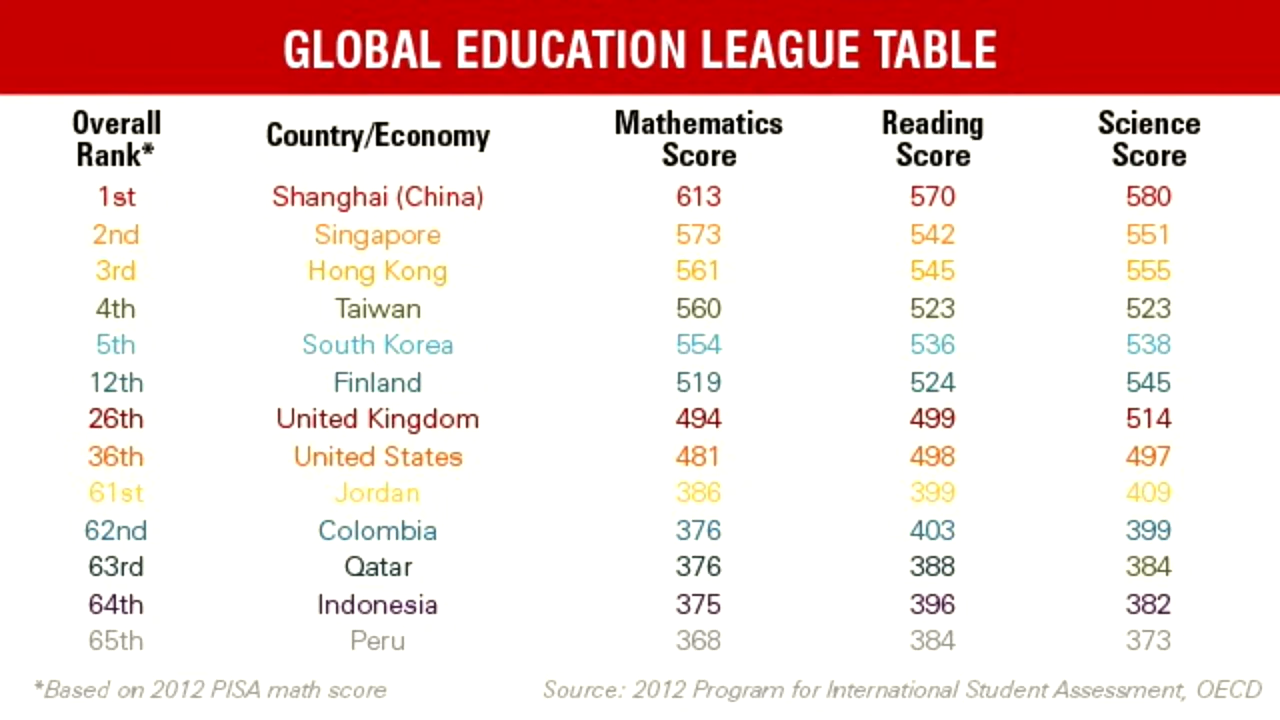 GLOBAL EDUCATION LEAGUE TABLE
Overall Rank* Country/Economy Mathematics Score Reading Score Science Score
1st Shanghai (China) 613 570 580
2nd Singapore 573 542 551
3rd Hong Kong 561 545 555
4th Taiwan 560 523 523
5th South Korea 554 536 538
12th Finland 519 524 545
26th United Kingdom 494 499 514
36th United States 481 498 497
61st Jordan 386 399 409
62nd Colombia 376 403 399
63rd Qatar 376 388 384
64th Indonesia 375 396 382
65th Peru 368 384 373
*Based on 2012 PISA math score Source: 2012 Program for International Student Assessment, OECD